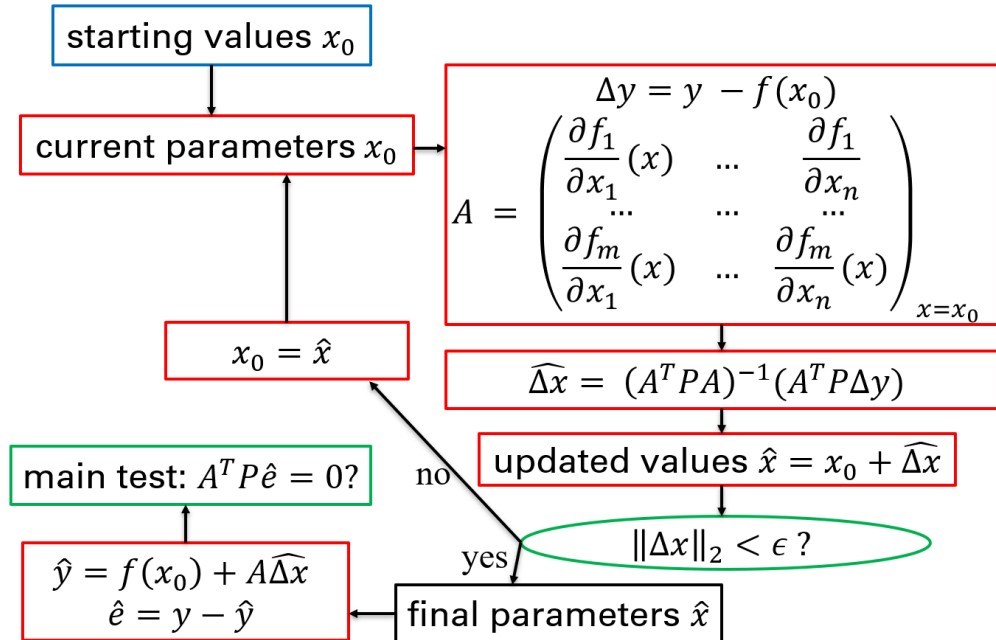 starting values x₀
current parameters x₀
Δy = y − f(x₀)
A = ( ∂f₁/∂x₁ (x) ... ∂f₁/∂xₙ
... ... ...
∂fₘ/∂x₁ (x) ... ∂fₘ/∂xₙ (x) ) x=x₀
x₀ = x̂
Δx̂ = (AᵀPA)⁻¹(AᵀPΔy)
updated values x̂ = x₀ + Δx̂
main test: AᵀPê = 0?
no
‖Δx‖₂ < ϵ ?
yes
ŷ = f(x₀) + AΔx̂
ê = y − ŷ
final parameters x̂